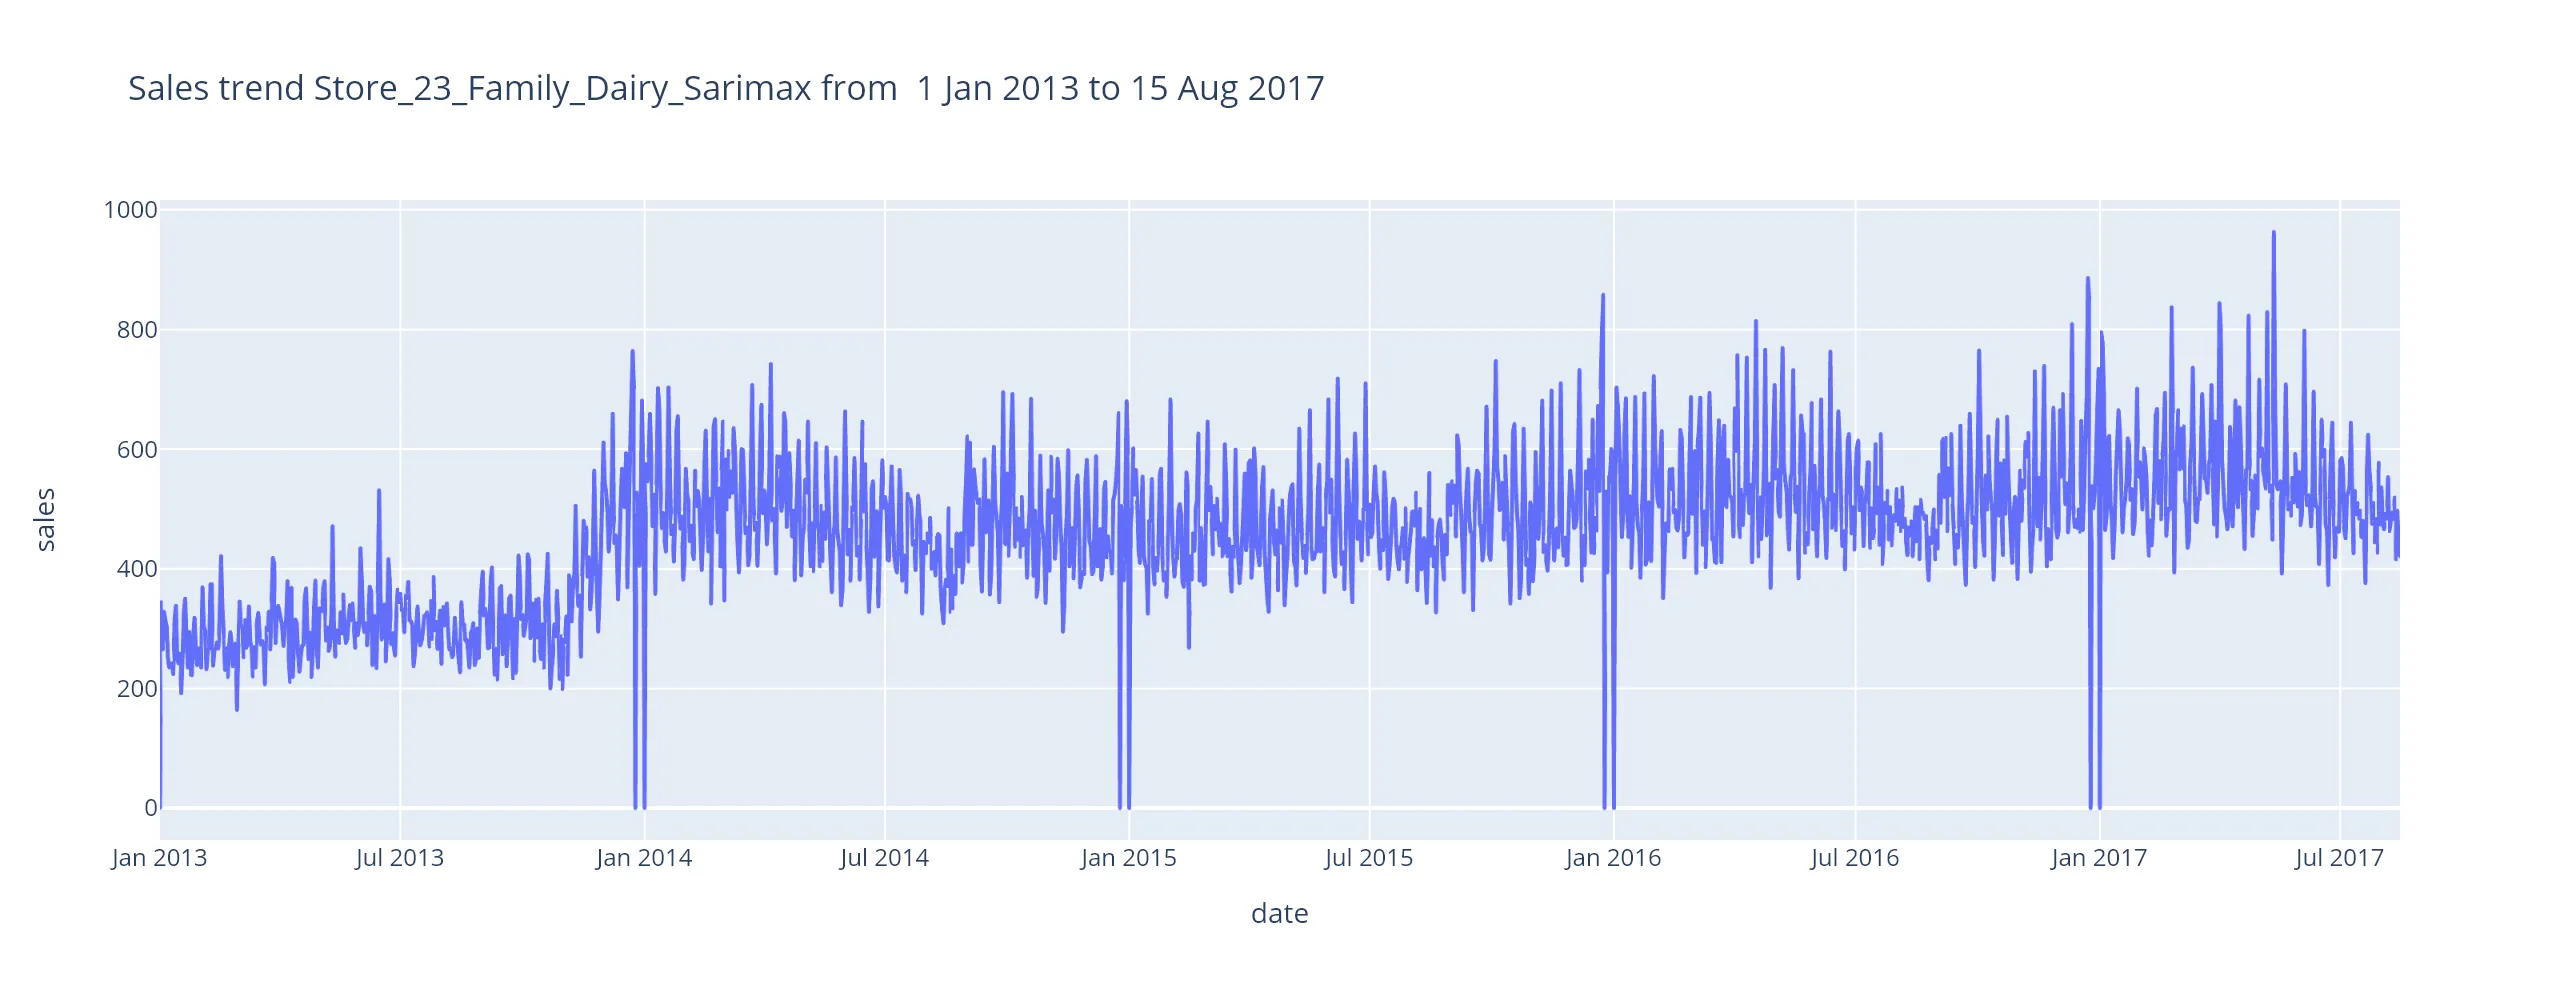 Sales trend Store_23_Family_Dairy_Sarimax from  1 Jan 2013 to 15 Aug 2017
1000
800
600
400
200
0
sales
Jan 2013 Jul 2013 Jan 2014 Jul 2014 Jan 2015 Jul 2015 Jan 2016 Jul 2016 Jan 2017 Jul 2017
date